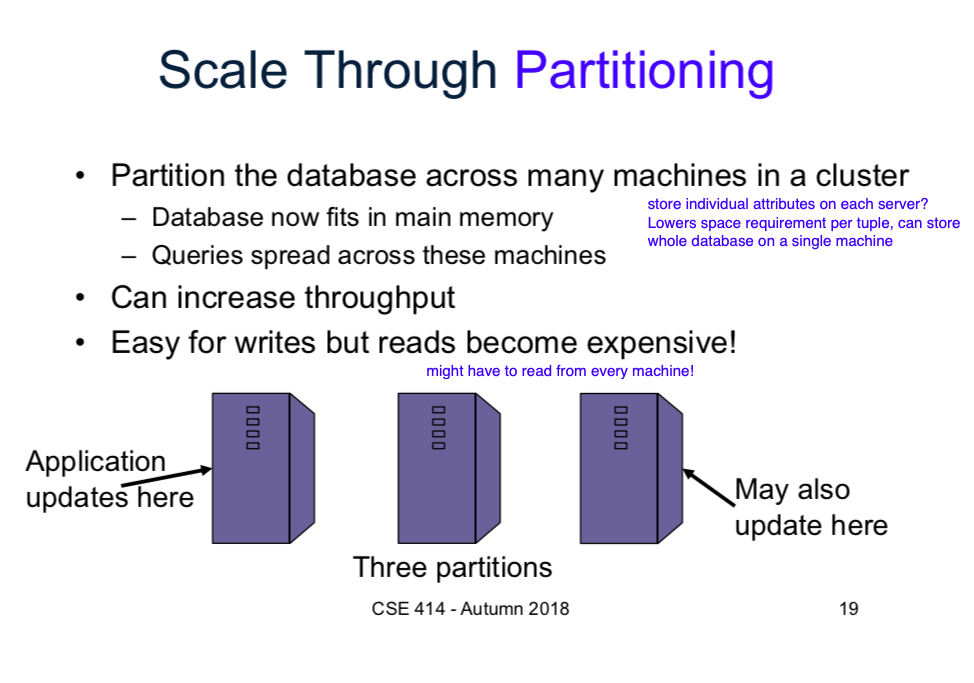 Scale Through Partitioning
• Partition the database across many machines in a cluster
store individual attributes on each server?
Lowers space requirement per tuple, can store
whole database on a single machine
– Database now fits in main memory
– Queries spread across these machines
• Can increase throughput
• Easy for writes but reads become expensive!
might have to read from every machine!
Application
updates here
May also
update here
Three partitions
CSE 414 - Autumn 2018
19